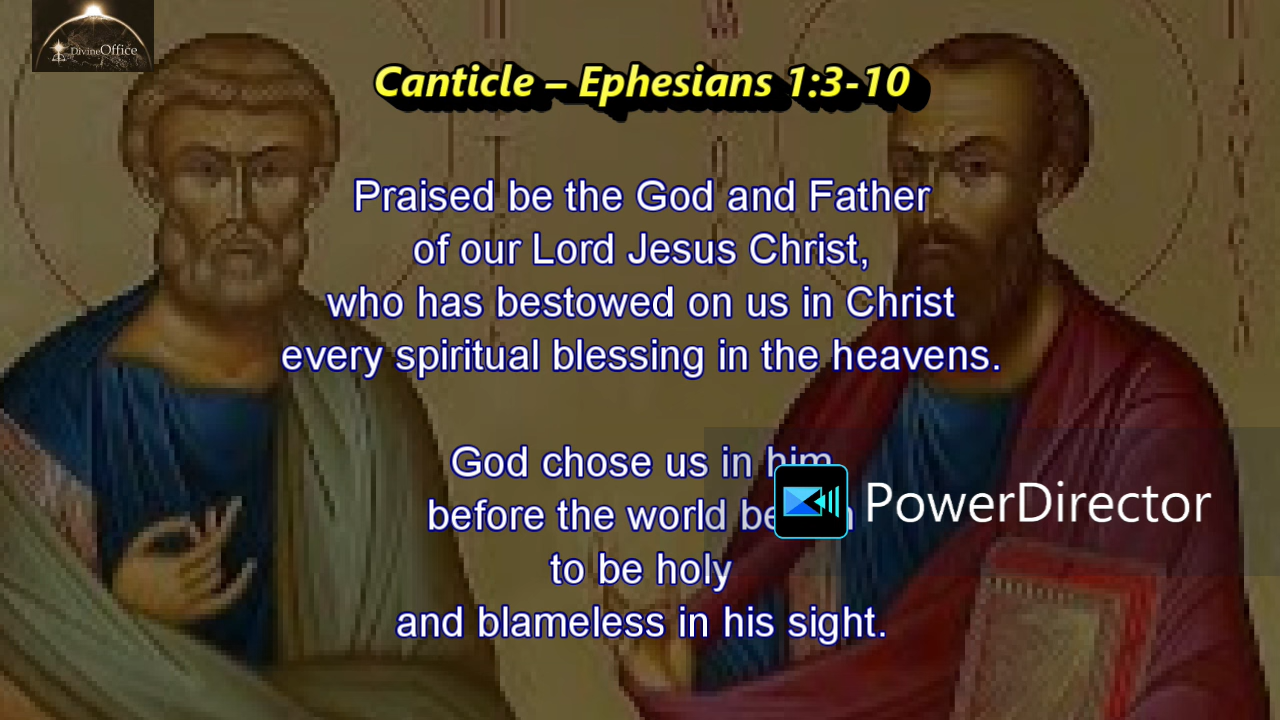 DivineOffice
Canticle – Ephesians 1:3-10
Praised be the God and Father
of our Lord Jesus Christ,
who has bestowed on us in Christ
every spiritual blessing in the heavens.
God chose us in him
before the world
PowerDirector
to be holy
and blameless in his sight.